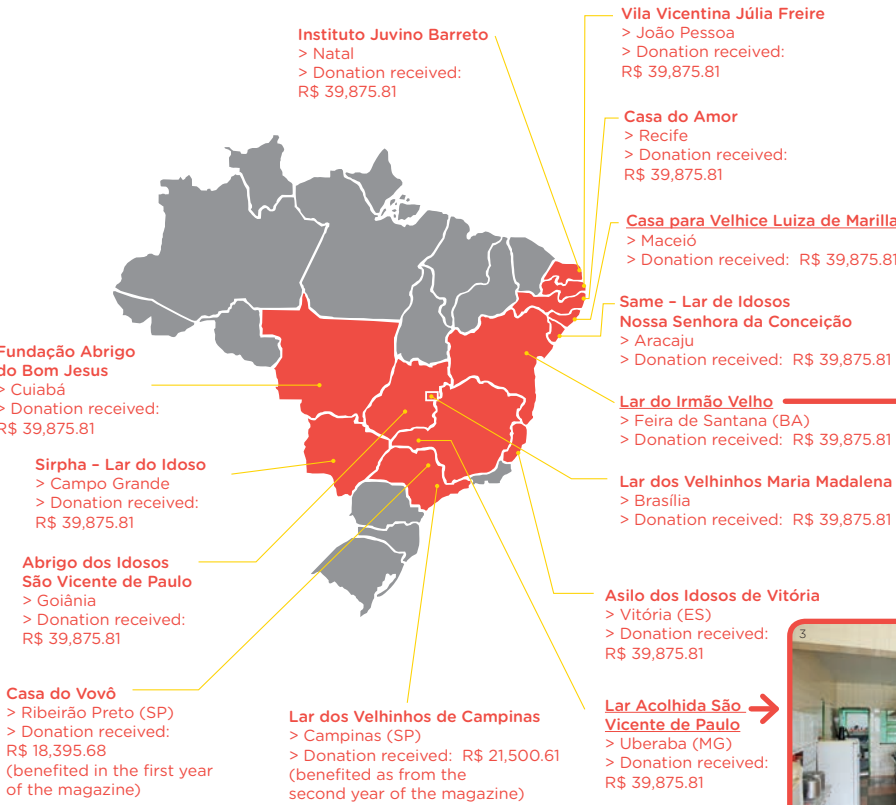 Instituto Juvino Barreto
> Natal
> Donation received:
R$ 39,875.81
Vila Vicentina Júlia Freire
> João Pessoa
> Donation received:
R$ 39,875.81
Casa do Amor
> Recife
> Donation received:
R$ 39,875.81
Casa para Velhice Luiza de Marilla
> Maceió
> Donation received: R$ 39,875.81
Same – Lar de Idosos
Nossa Senhora da Conceição
> Aracaju
> Donation received: R$ 39,875.81
Lar do Irmão Velho
> Feira de Santana (BA)
> Donation received: R$ 39,875.81
Lar dos Velhinhos Maria Madalena
> Brasília
> Donation received: R$ 39,875.81
Asilo dos Idosos de Vitória
> Vitória (ES)
> Donation received:
R$ 39,875.81
Lar Acolhida São
Vicente de Paulo
> Uberaba (MG)
> Donation received:
R$ 39,875.81
3
Fundação Abrigo
do Bom Jesus
> Cuiabá
> Donation received:
R$ 39,875.81
Sirpha – Lar do Idoso
> Campo Grande
> Donation received:
R$ 39,875.81
Abrigo dos Idosos
São Vicente de Paulo
> Goiânia
> Donation received:
R$ 39,875.81
Casa do Vovô
> Ribeirão Preto (SP)
> Donation received:
R$ 18,395.68
(benefited in the first year
of the magazine)
Lar dos Velhinhos de Campinas
> Campinas (SP)
> Donation received: R$ 21,500.61
(benefited as from the
second year of the magazine)